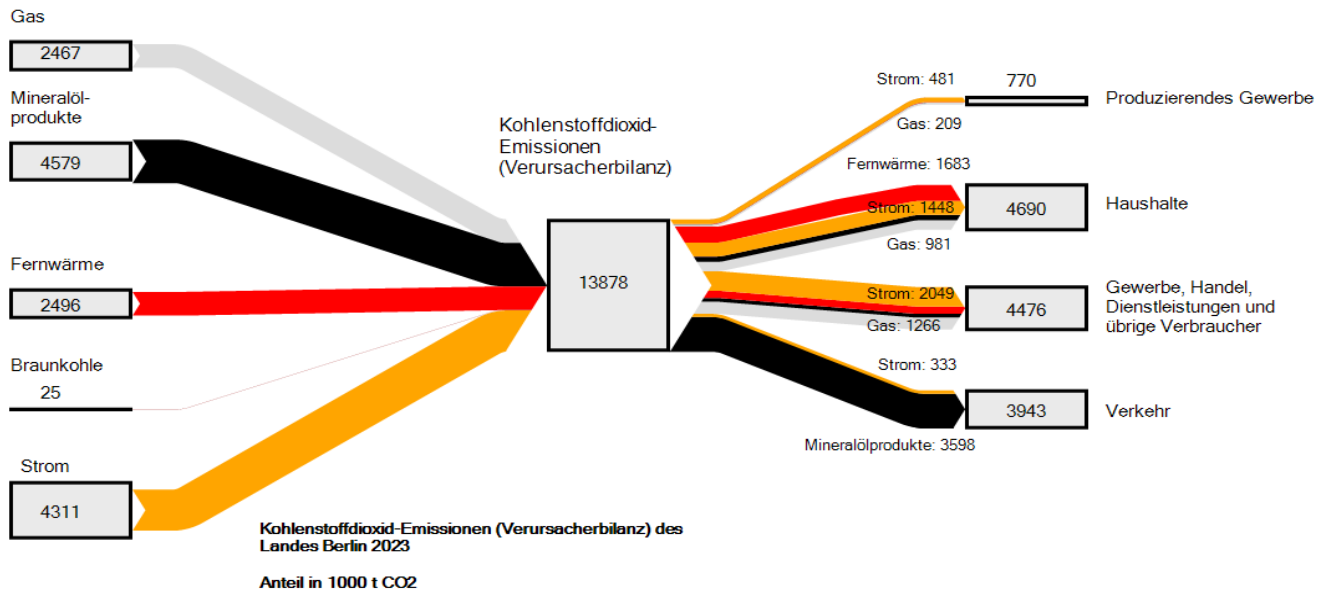 Gas
2467
Mineralöl-
produkte
4579
Fernwärme
2496
Braunkohle
25
Strom
4311
Kohlenstoffdioxid-
Emissionen
(Verursacherbilanz)
13878
Strom: 481
770
Produzierendes Gewerbe
Gas: 209
Fernwärme: 1683
Strom: 1448
4690
Haushalte
Gas: 981
Strom: 2049
4476
Gewerbe, Handel,
Dienstleistungen und
übrige Verbraucher
Gas: 1266
Strom: 333
3943
Verkehr
Mineralölprodukte: 3598
Kohlenstoffdioxid-Emissionen (Verursacherbilanz) des
Landes Berlin 2023
Anteil in 1000 t CO2